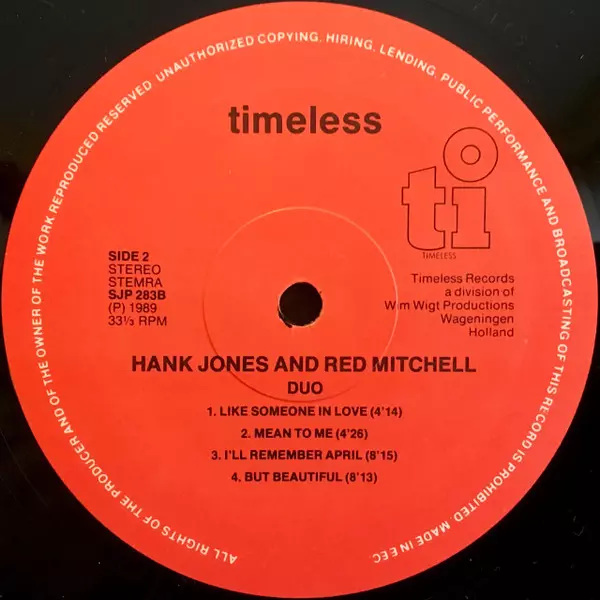 timeless
ti
TIMELESS
SIDE 2
STEREO
STEMRA
SJP 283B
(P) 1989
33⅓ RPM
Timeless Records
a division of
Wim Wigt Productions
Wageningen
Holland
HANK JONES AND RED MITCHELL
DUO
1. LIKE SOMEONE IN LOVE (4'14)
2. MEAN TO ME (4'26)
3. I'LL REMEMBER APRIL (8'15)
4. BUT BEAUTIFUL (8'13)
ALL RIGHTS OF THE PRODUCER AND OF THE OWNER OF THE WORK REPRODUCED RESERVED. UNAUTHORIZED COPYING, HIRING, LENDING, PUBLIC PERFORMANCE AND BROADCASTING OF THIS RECORD IS PROHIBITED. MADE IN EEC